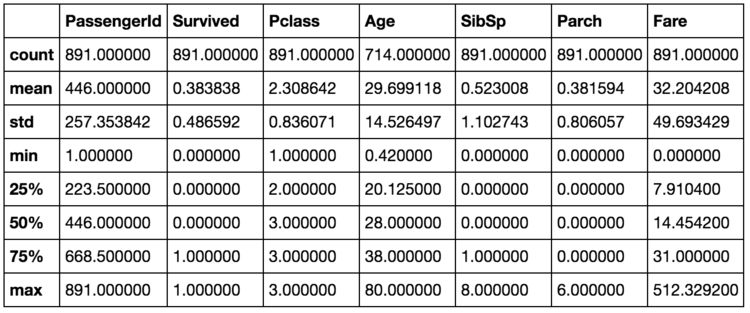 PassengerId Survived Pclass Age SibSp Parch Fare
count 891.000000 891.000000 891.000000 714.000000 891.000000 891.000000 891.000000
mean 446.000000 0.383838 2.308642 29.699118 0.523008 0.381594 32.204208
std 257.353842 0.486592 0.836071 14.526497 1.102743 0.806057 49.693429
min 1.000000 0.000000 1.000000 0.420000 0.000000 0.000000 0.000000
25% 223.500000 0.000000 2.000000 20.125000 0.000000 0.000000 7.910400
50% 446.000000 0.000000 3.000000 28.000000 0.000000 0.000000 14.454200
75% 668.500000 1.000000 3.000000 38.000000 1.000000 0.000000 31.000000
max 891.000000 1.000000 3.000000 80.000000 8.000000 6.000000 512.329200